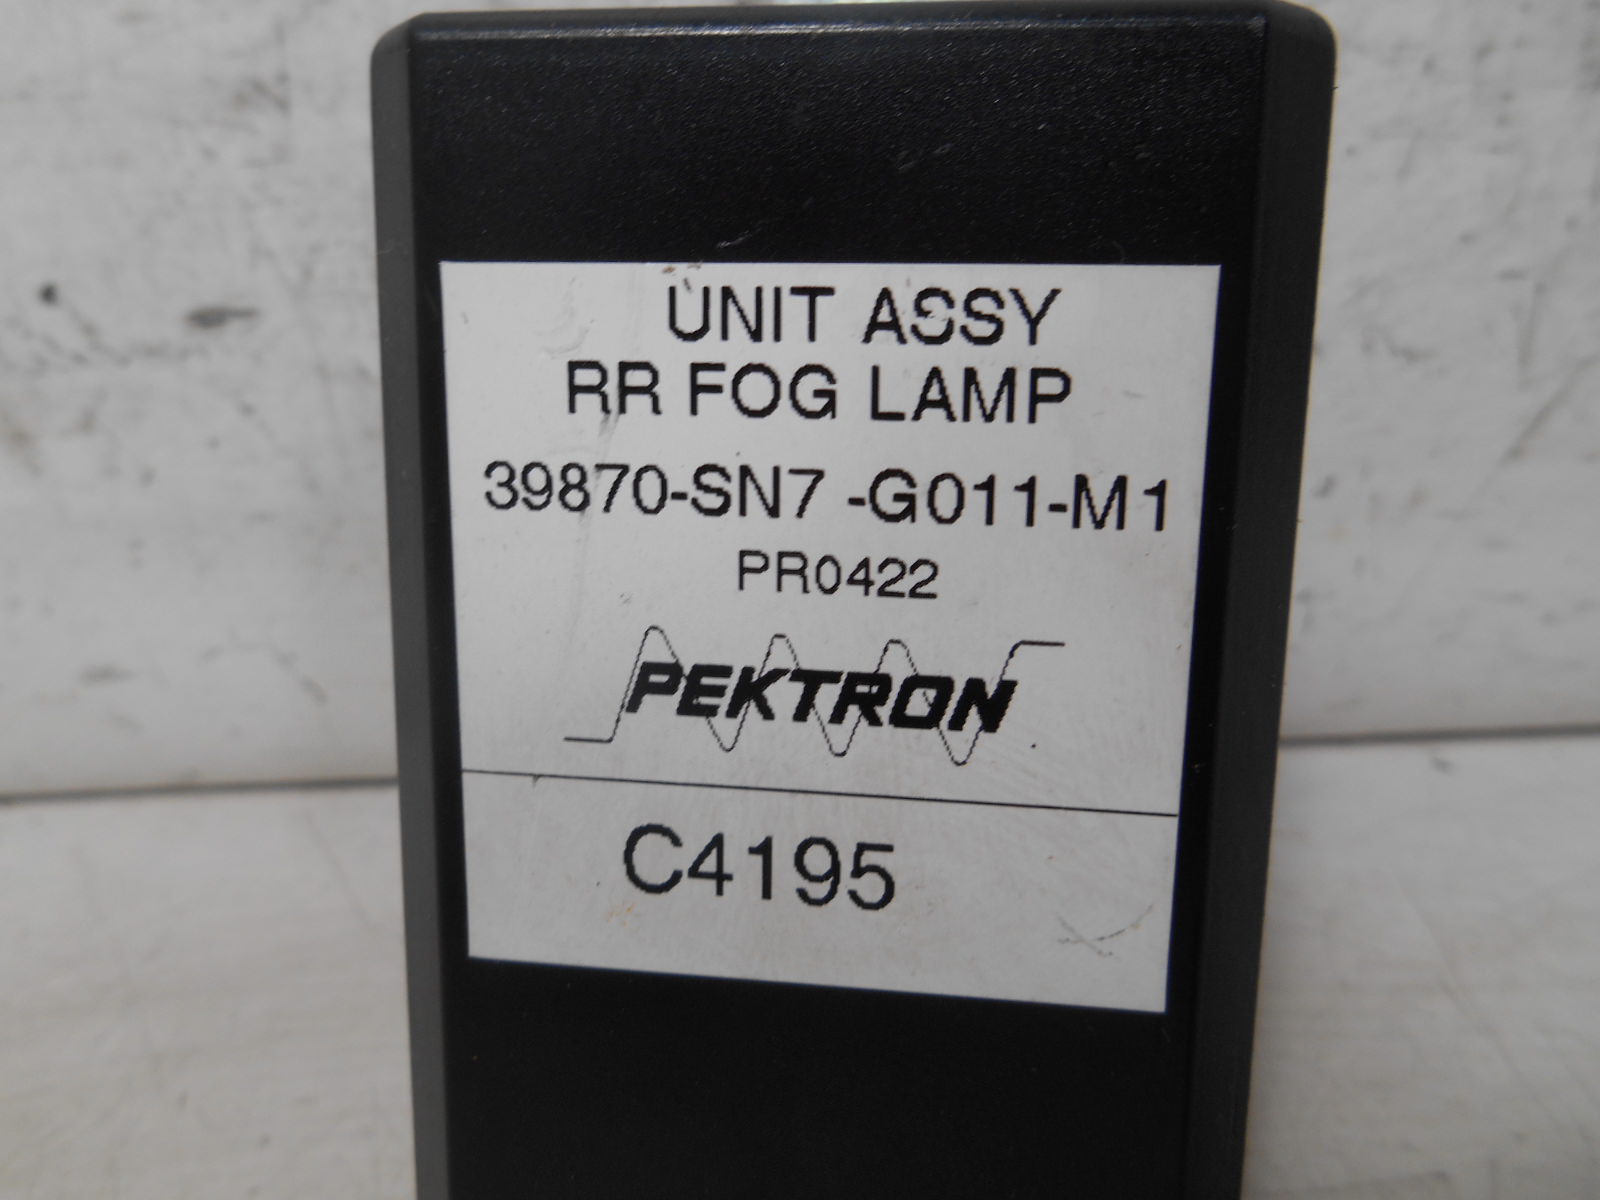 UNIT ASSY
RR FOG LAMP
39870-SN7 -G011-M1
PR0422
PEKTRON
C4195